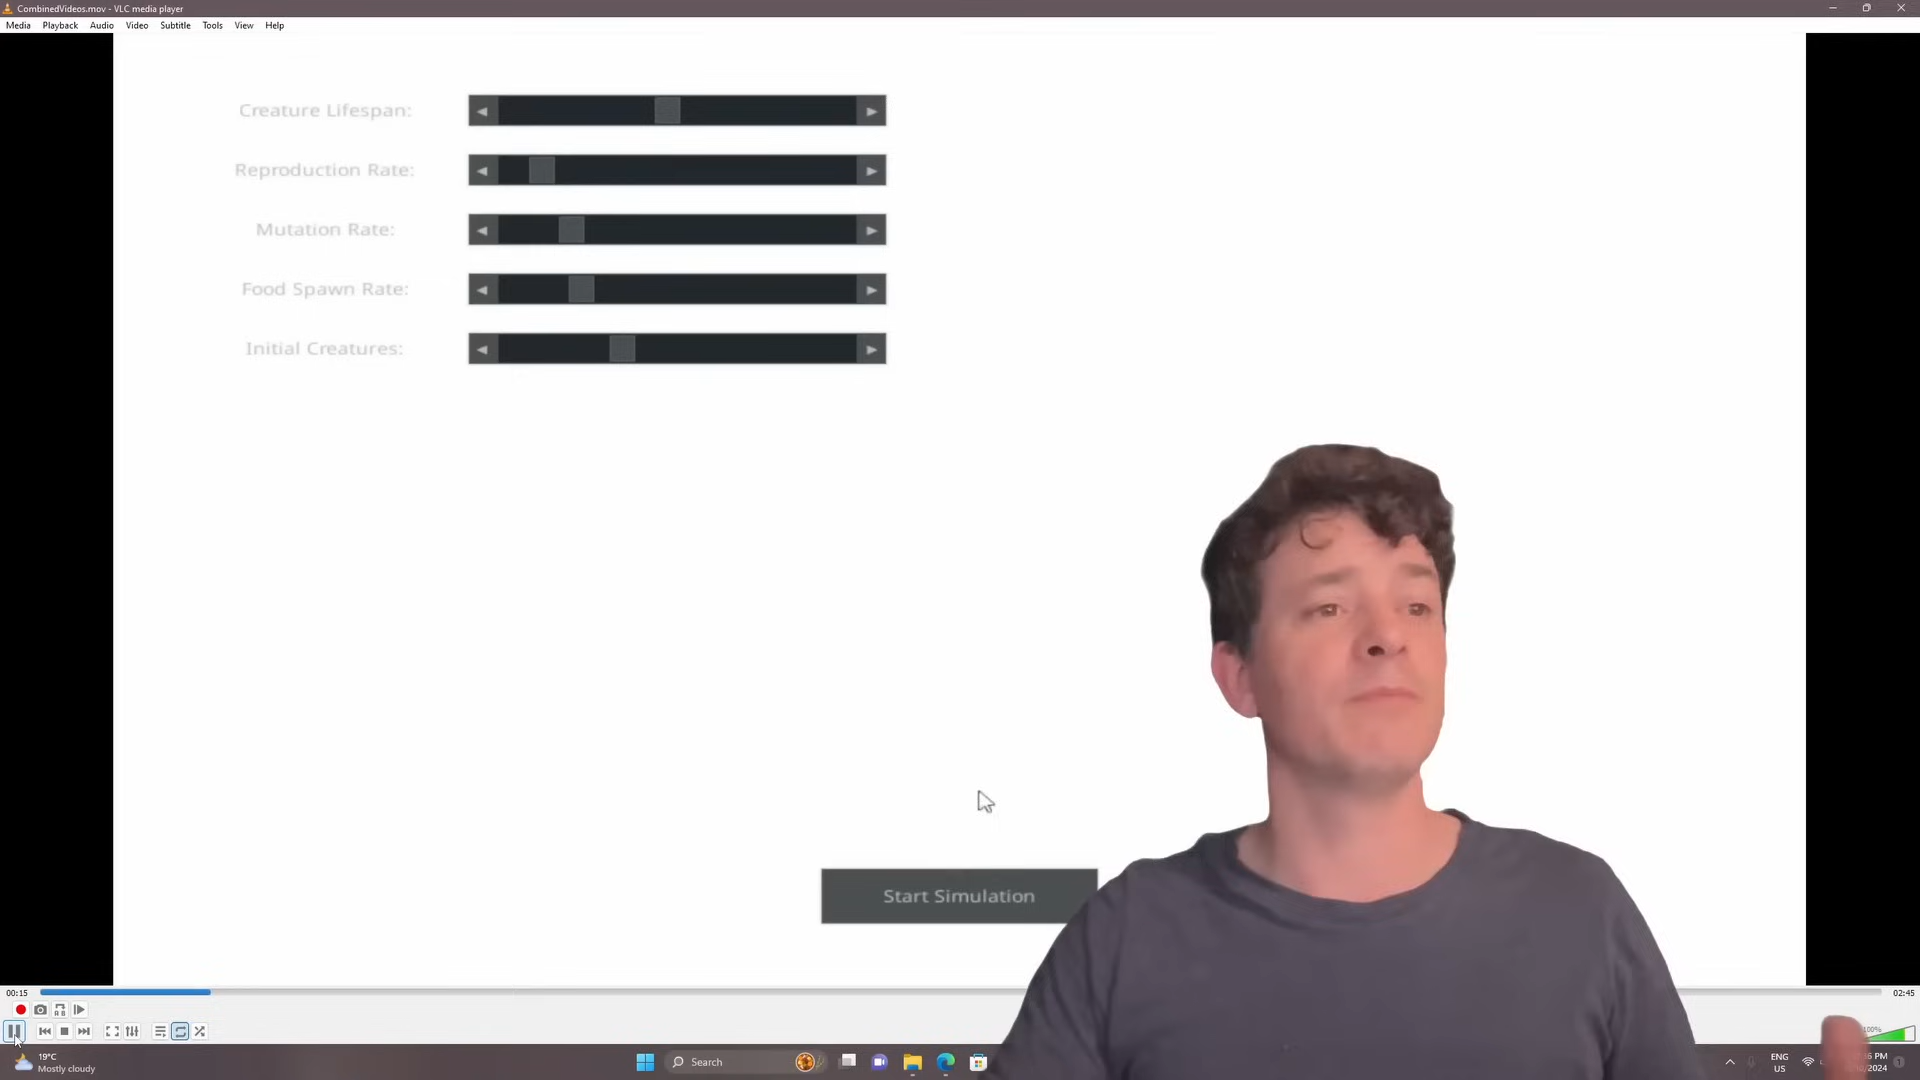 CombinedVideos.mov - VLC media player
Media Playback Audio Video Subtitle Tools View Help
Creature Lifespan:
Reproduction Rate:
Mutation Rate:
Food Spawn Rate:
Initial Creatures:
Start Simulation
00:15
02:45
100%
19°C
Mostly cloudy
Search
ENG
US